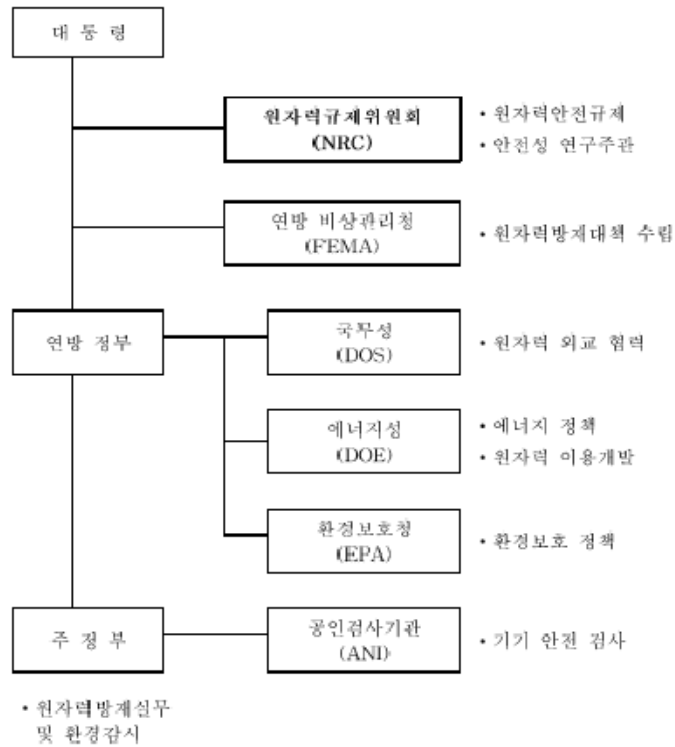 대 통 령
원자력규제위원회
(NRC)
• 원자력안전규제
• 안전성 연구주관
연방 비상관리청
(FEMA)
• 원자력방재대책 수립
연방 정부
국무성
(DOS)
• 원자력 외교 협력
에너지성
(DOE)
• 에너지 정책
• 원자력 이용개발
환경보호청
(EPA)
• 환경보호 정책
주 정 부
공인검사기관
(ANI)
• 기기 안전 검사
• 원자력방재실무
및 환경감시